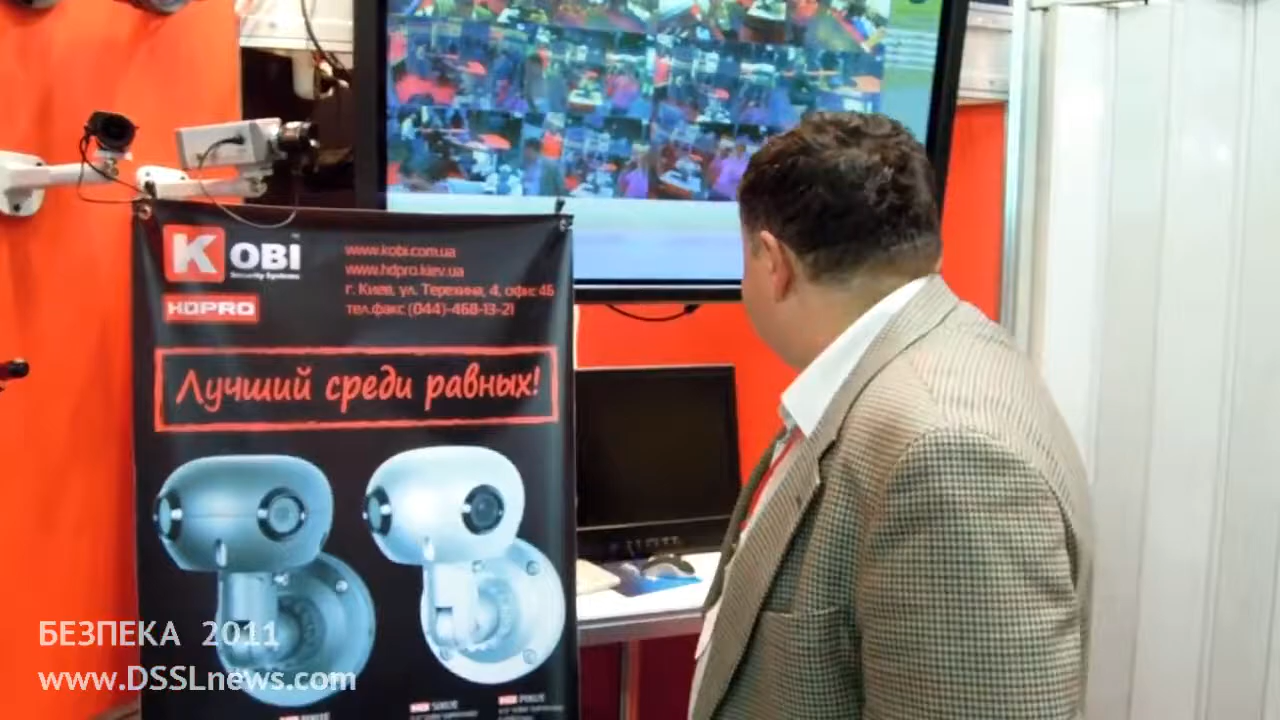 KOBI
Security Systems
HDPRO
www.kobi.com.ua
www.hdpro.kiev.ua
г. Киев, ул. Терехина, 4, офис 4Б
тел.факс (044)-468-13-21
Лучший среди равных!
БЕЗПЕКА 2011
www.DSSLnews.com